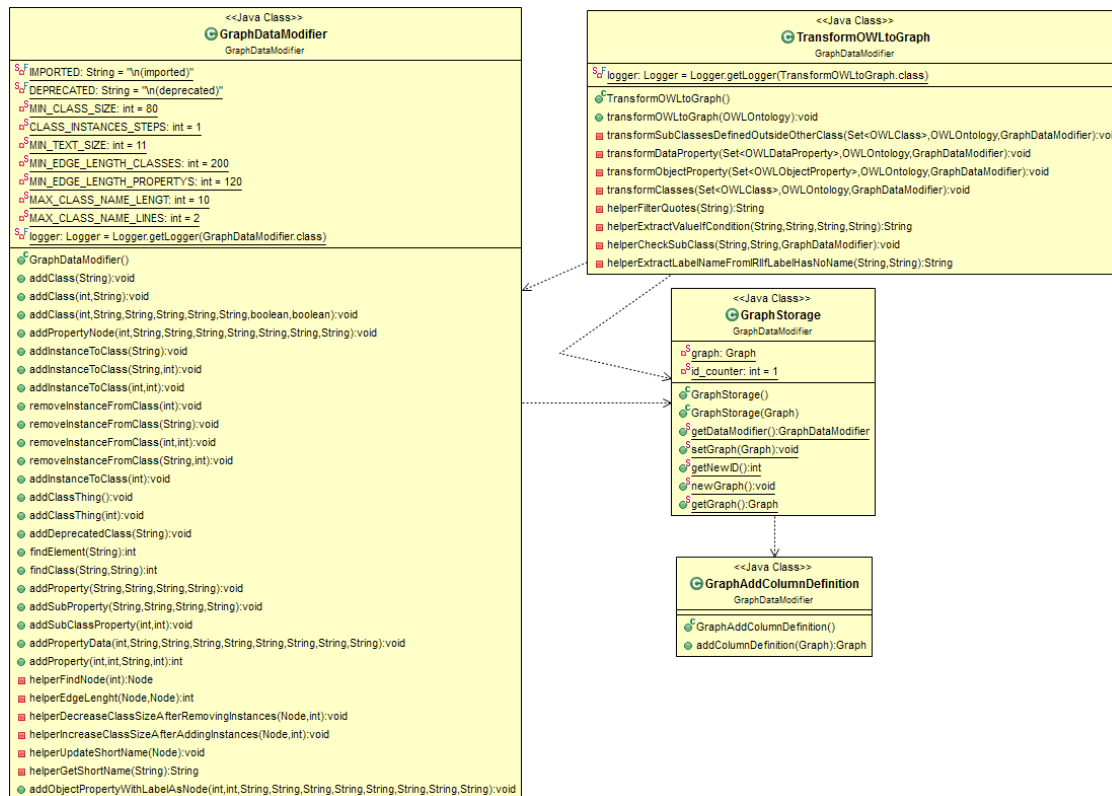 <<Java Class>>
GraphDataModifier
GraphDataModifier
IMPORTED: String = "\n(imported)"
DEPRECATED: String = "\n(deprecated)"
MIN_CLASS_SIZE: int = 80
CLASS_INSTANCES_STEPS: int = 1
MIN_TEXT_SIZE: int = 11
MIN_EDGE_LENGTH_CLASSES: int = 200
MIN_EDGE_LENGTH_PROPERTYS: int = 120
MAX_CLASS_NAME_LENGT: int = 10
MAX_CLASS_NAME_LINES: int = 2
logger: Logger = Logger.getLogger(GraphDataModifier.class)
GraphDataModifier()
addClass(String):void
addClass(int,String):void
addClass(int,String,String,String,String,String,boolean,boolean):void
addPropertyNode(int,String,String,String,String,String,String,String):void
addInstanceToClass(String):void
addInstanceToClass(String,int):void
addInstanceToClass(int,int):void
removeInstanceFromClass(int):void
removeInstanceFromClass(String):void
removeInstanceFromClass(int,int):void
removeInstanceFromClass(String,int):void
addInstanceToClass(int):void
addClassThing():void
addClassThing(int):void
addDeprecatedClass(String):void
findElement(String):int
findClass(String,String):int
addProperty(String,String,String,String):void
addSubProperty(String,String,String,String):void
addSubClassProperty(int,int):void
addPropertyData(int,String,String,String,String,String,String,String,String):void
addProperty(int,int,String,int):int
helperFindNode(int):Node
helperEdgeLenght(Node,Node):int
helperDecreaseClassSizeAfterRemovingInstances(Node,int):void
helperIncreaseClassSizeAfterAddingInstances(Node,int):void
helperUpdateShortName(Node):void
helperGetShortName(String):String
addObjectPropertyWithLabelAsNode(int,int,String,String,String,String,String,String,String,String):void
<<Java Class>>
TransformOWLtoGraph
GraphDataModifier
logger: Logger = Logger.getLogger(TransformOWLtoGraph.class)
TransformOWLtoGraph()
transformOWLtoGraph(OWLOntology):void
transformSubClassesDefinedOutsideOtherClass(Set<OWLClass>,OWLOntology,GraphDataModifier):void
transformDataProperty(Set<OWLDataProperty>,OWLOntology,GraphDataModifier):void
transformObjectProperty(Set<OWLObjectProperty>,OWLOntology,GraphDataModifier):void
transformClasses(Set<OWLClass>,OWLOntology,GraphDataModifier):void
helperFilterQuotes(String):String
helperExtractValueIfCondition(String,String,String,String):String
helperCheckSubClass(String,String,GraphDataModifier):void
helperExtractLabelNameFromIRIIfLabelHasNoName(String,String):String
<<Java Class>>
GraphStorage
GraphDataModifier
graph: Graph
id_counter: int = 1
GraphStorage()
GraphStorage(Graph)
getDataModifier():GraphDataModifier
setGraph(Graph):void
getNewID():int
newGraph():void
getGraph():Graph
<<Java Class>>
GraphAddColumnDefinition
GraphDataModifier
GraphAddColumnDefinition()
addColumnDefinition(Graph):Graph